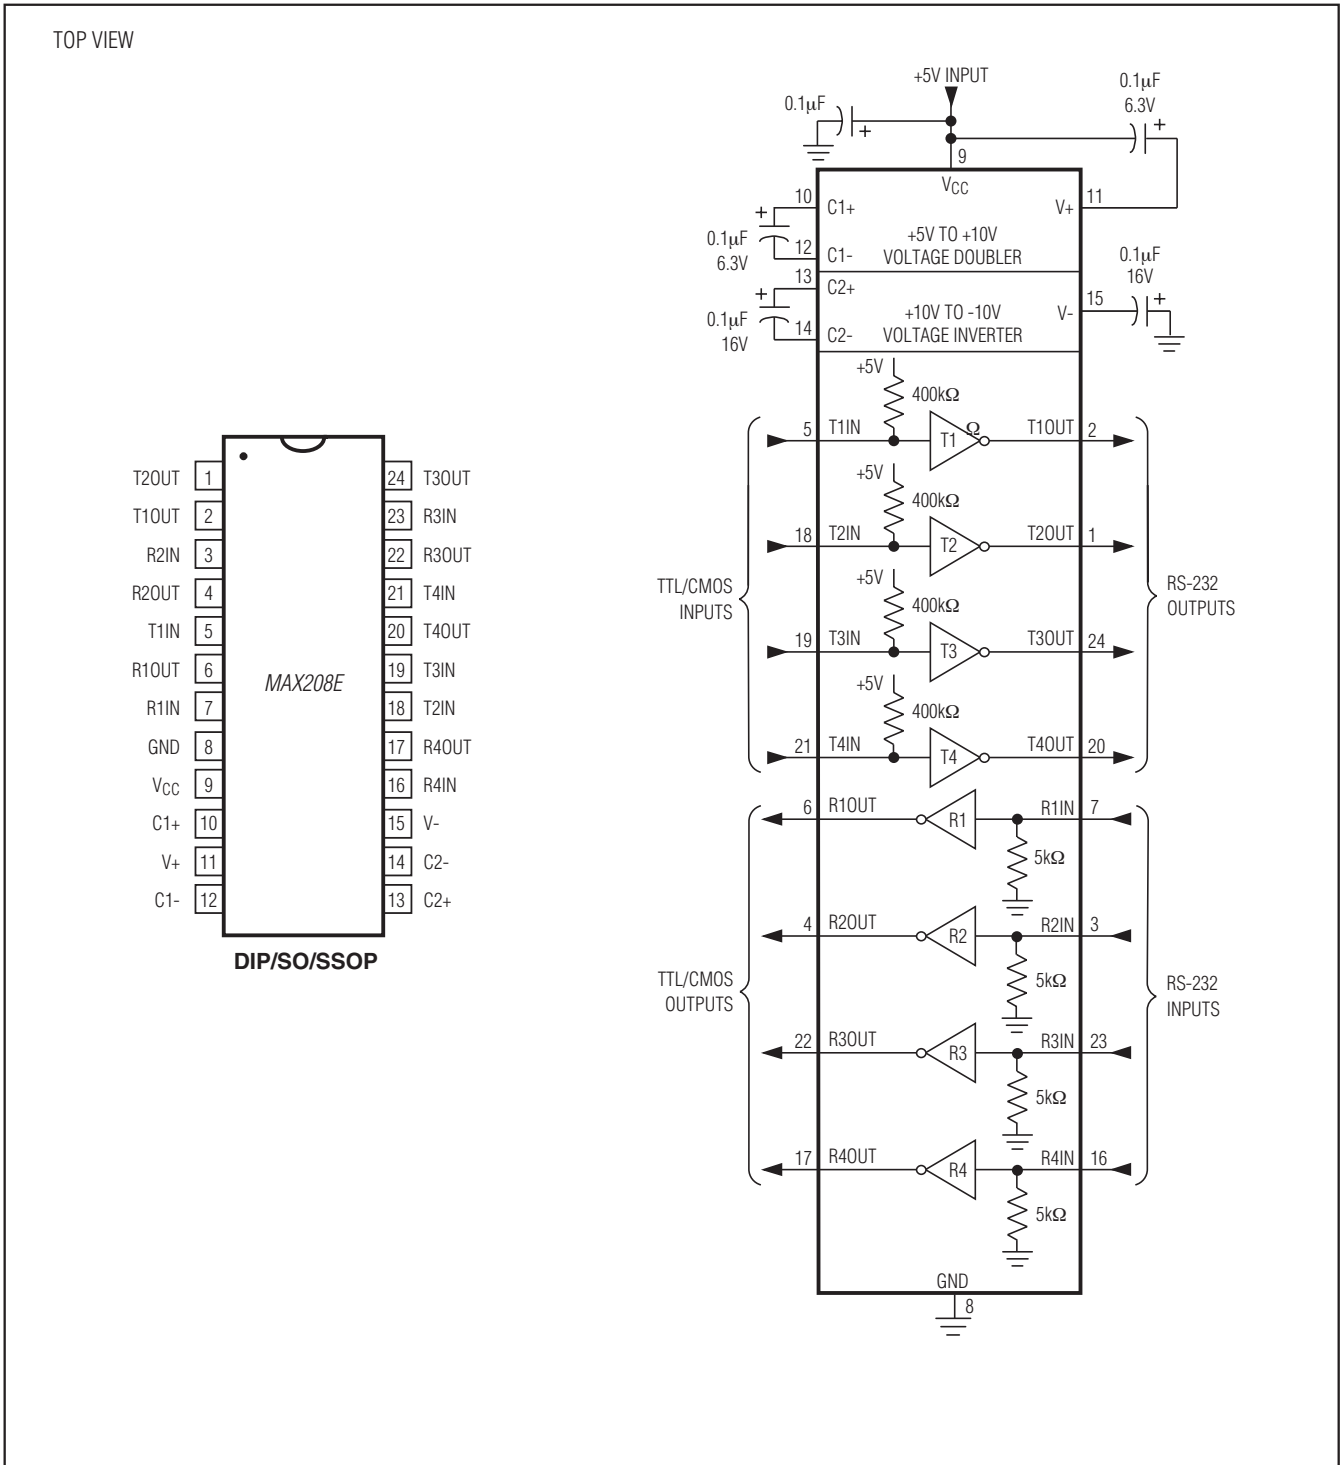 TOP VIEW
T2OUT 1
T1OUT 2
R2IN 3
R2OUT 4
T1IN 5
R1OUT 6
R1IN 7
GND 8
VCC 9
C1+ 10
V+ 11
C1- 12
MAX208E
24 T3OUT
23 R3IN
22 R3OUT
21 T4IN
20 T4OUT
19 T3IN
18 T2IN
17 R4OUT
16 R4IN
15 V-
14 C2-
13 C2+
DIP/SO/SSOP
+5V INPUT
0.1µF
+
0.1µF
6.3V
+
9
VCC
10 C1+
+
0.1µF
6.3V
12 C1-
+5V TO +10V
VOLTAGE DOUBLER
V+ 11
13 C2+
+
0.1µF
16V
14 C2-
+10V TO -10V
VOLTAGE INVERTER
V- 15
0.1µF
16V
+
TTL/CMOS
INPUTS
+5V
400kΩ
5 T1IN T1 Ω T1OUT 2
+5V
400kΩ
18 T2IN T2 T2OUT 1
+5V
400kΩ
19 T3IN T3 T3OUT 24
+5V
400kΩ
21 T4IN T4 T4OUT 20
RS-232
OUTPUTS
TTL/CMOS
OUTPUTS
6 R1OUT R1 R1IN 7
5kΩ
4 R2OUT R2 R2IN 3
5kΩ
22 R3OUT R3 R3IN 23
5kΩ
17 R4OUT R4 R4IN 16
5kΩ
RS-232
INPUTS
GND
8